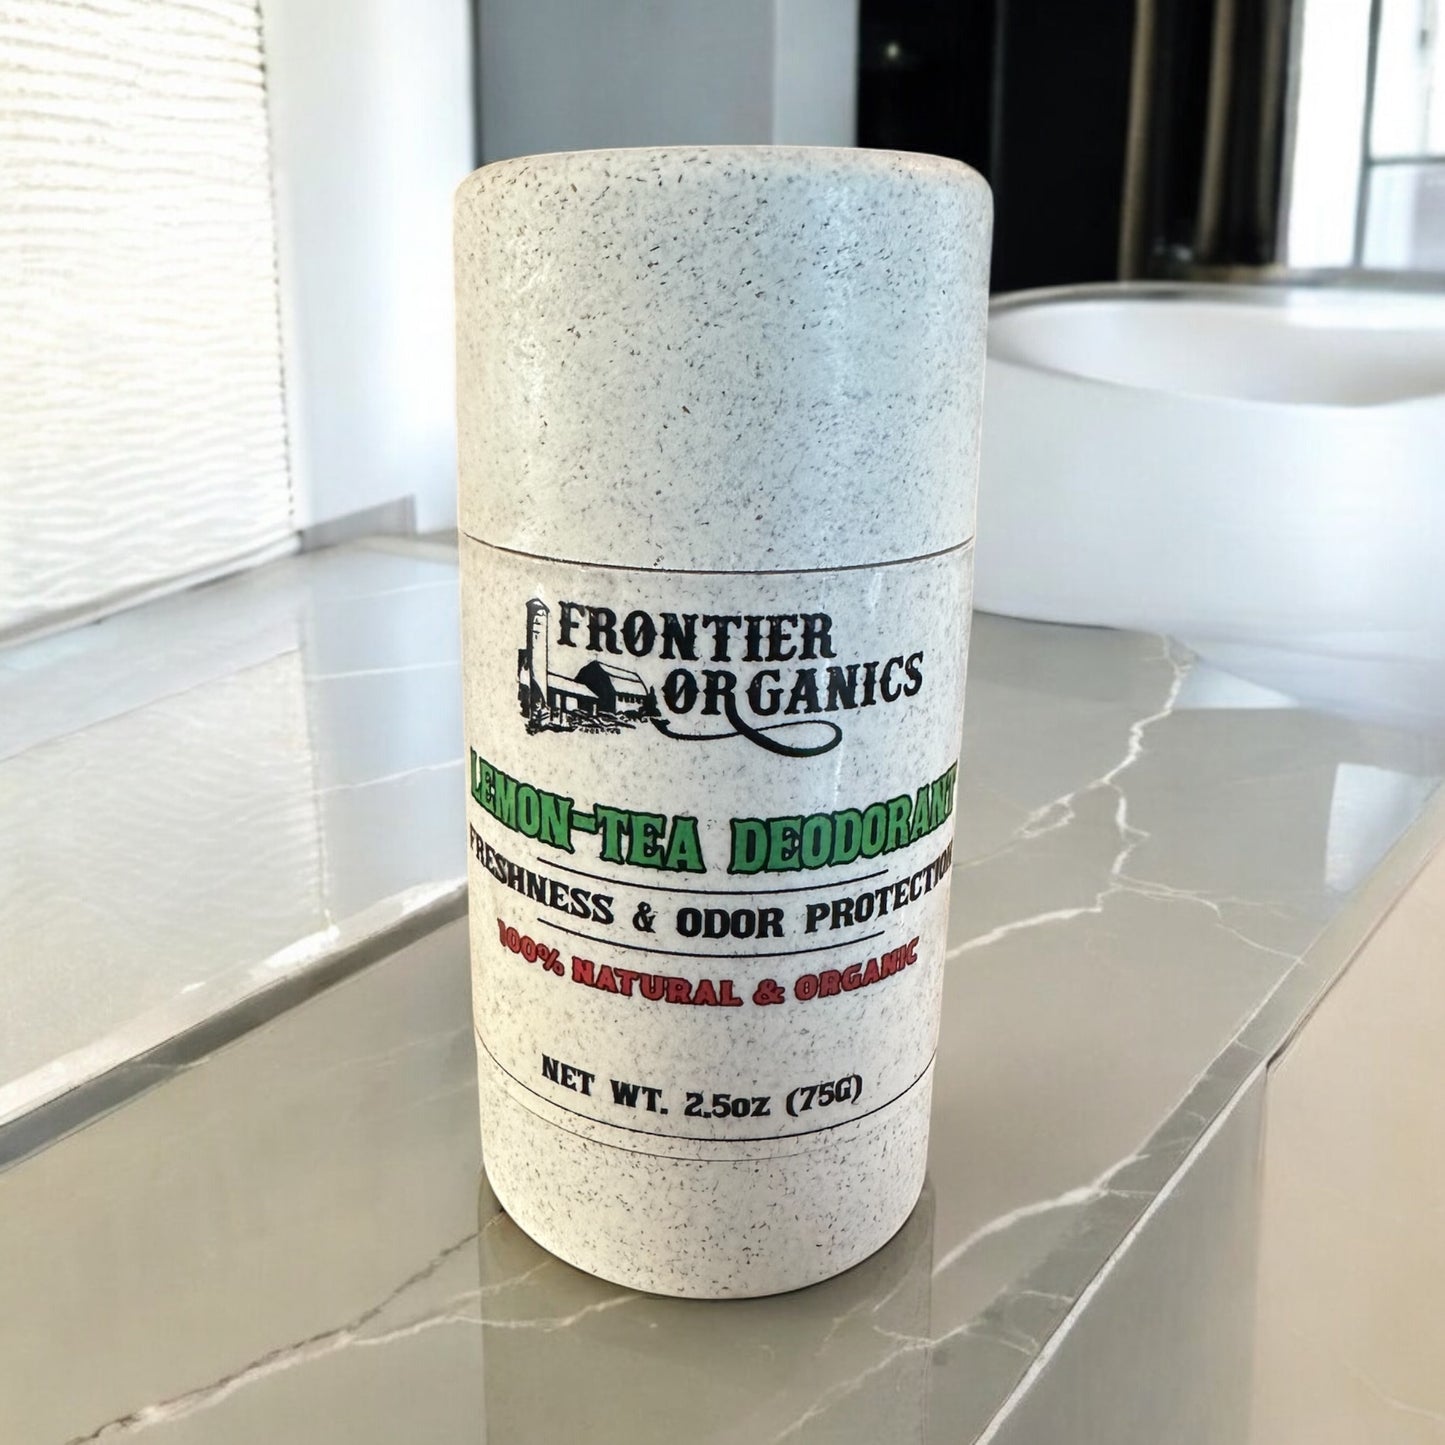 FRONTIER
ORGANICS
LEMON-TEA DEODORANT
FRESHNESS & ODOR PROTECTION
100% NATURAL & ORGANIC
NET WT. 2.5OZ (75G)